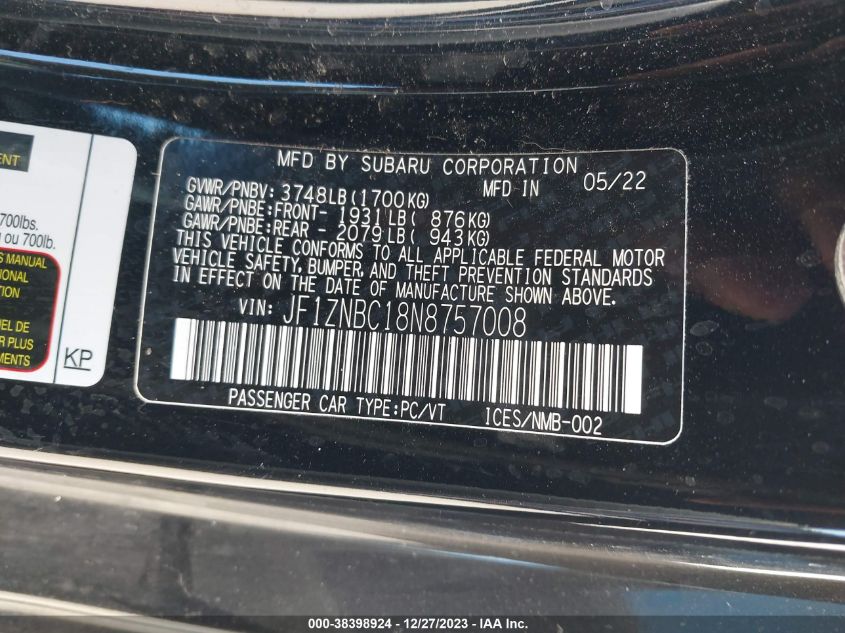 ENT
700lbs.
ou 700lb.
S MANUAL
TIONAL
TION
EL DE
R PLUS
MENTS
KP
MFD BY SUBARU CORPORATION
GVWR/PNBV: 3748LB(1700KG) MFD IN 05/22
GAWR/PNBE:FRONT- 1931LB( 876KG)
GAWR/PNBE:REAR - 2079LB( 943KG)
THIS VEHICLE CONFORMS TO ALL APPLICABLE FEDERAL MOTOR
VEHICLE SAFETY, BUMPER, AND THEFT PREVENTION STANDARDS
IN EFFECT ON THE DATE OF MANUFACTURE SHOWN ABOVE.
VIN: JF1ZNBC18N8757008
PASSENGER CAR TYPE:PC/VT ICES/NMB-002
000-38398924 - 12/27/2023 - IAA Inc.